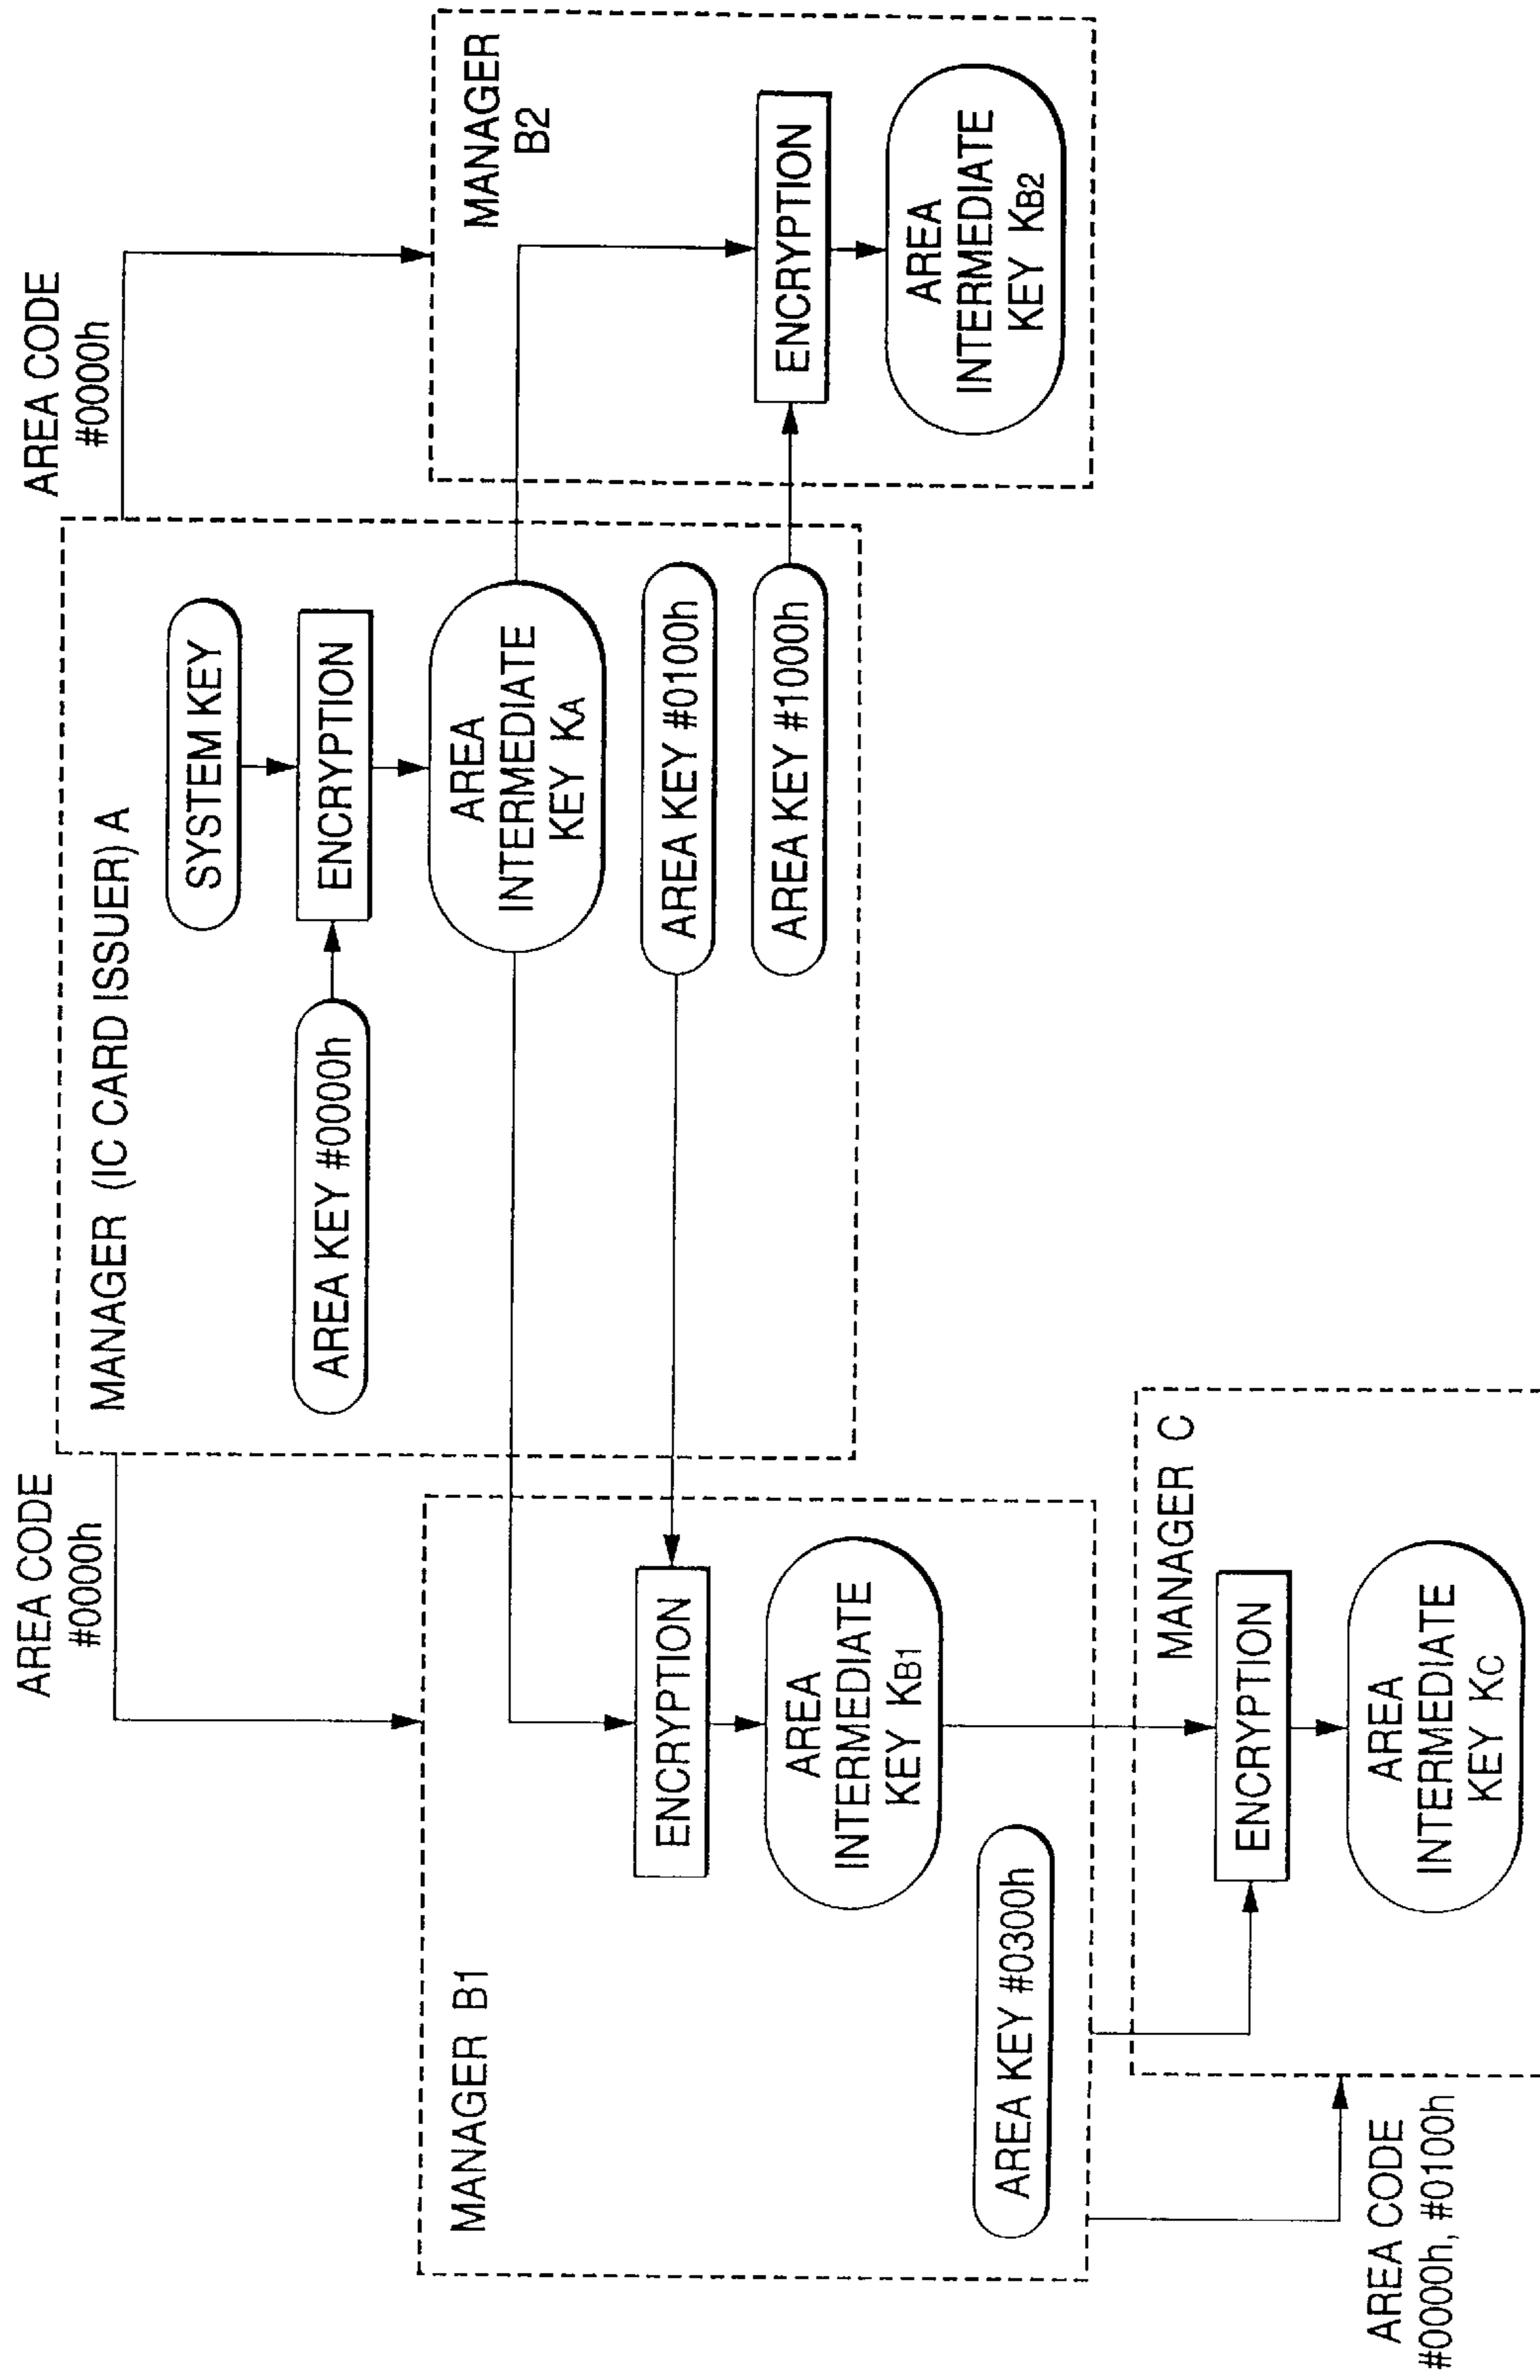 AREA CODE
#0000h
MANAGER (IC CARD ISSUER) A
SYSTEM KEY
AREA KEY #0000h
ENCRYPTION
AREA
INTERMEDIATE
KEY KA
AREA KEY #0100h
AREA KEY #1000h
AREA CODE
#0000h
MANAGER
B2
ENCRYPTION
AREA
INTERMEDIATE
KEY KB2
MANAGER B1
ENCRYPTION
AREA
INTERMEDIATE
KEY KB1
AREA KEY #0300h
AREA CODE
#0000h, #0100h
MANAGER C
ENCRYPTION
AREA
INTERMEDIATE
KEY KC